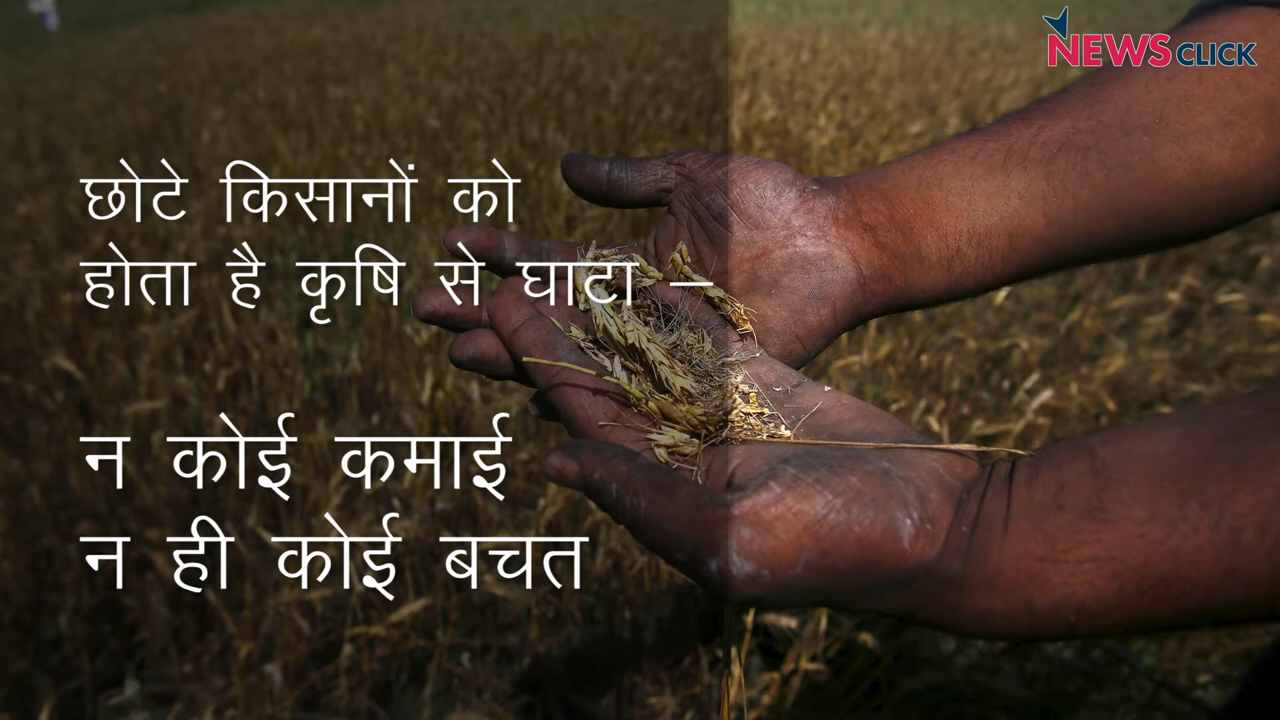 NEWSCLICK
छोटे किसानों को
होता है कृषि से घाटा –
न कोई कमाई
न ही कोई बचत